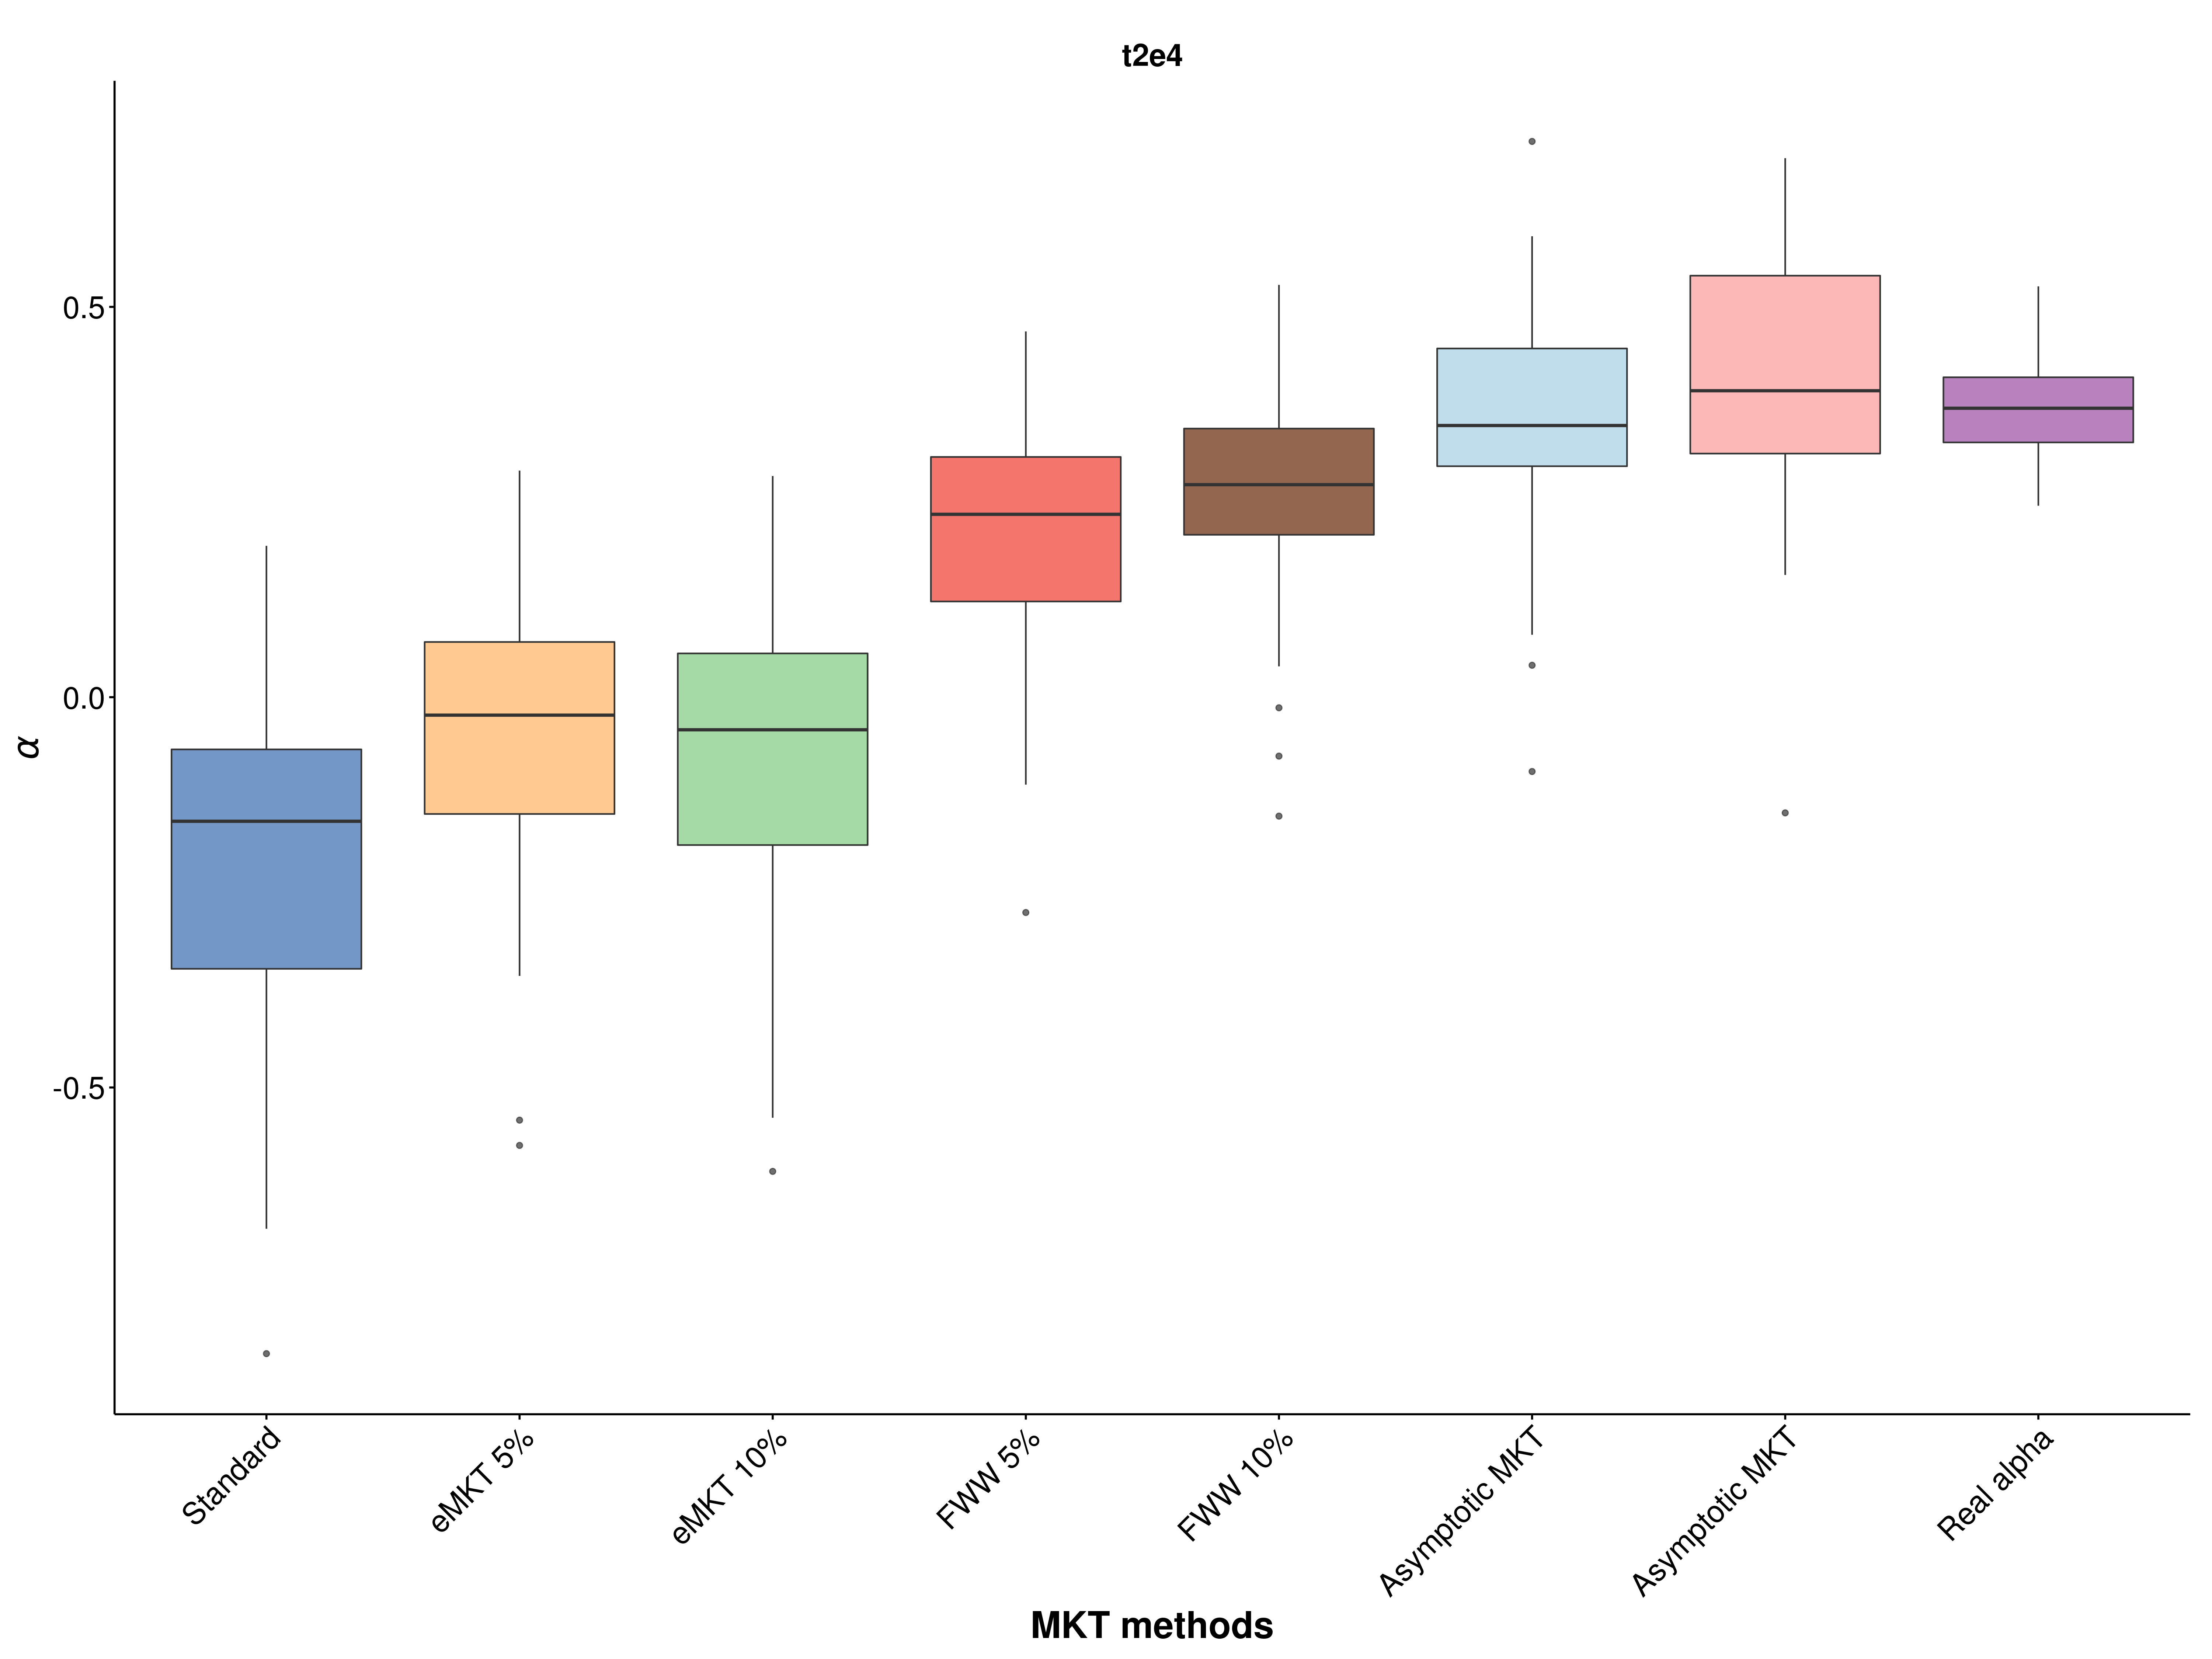 t2e4
0.5
0.0
-0.5
α
Standard
eMKT 5%
eMKT 10%
FWW 5%
FWW 10%
Asymptotic MKT
Asymptotic MKT
Real alpha
MKT methods